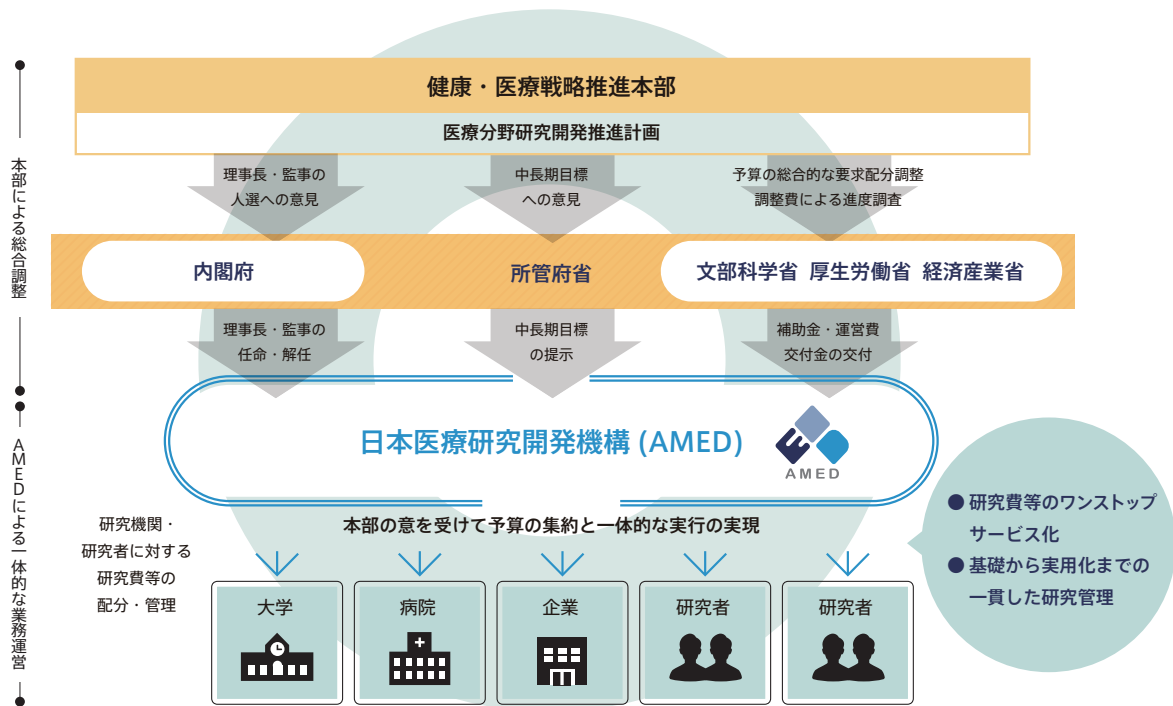 健康・医療戦略推進本部
医療分野研究開発推進計画
本部による総合調整
理事長・監事の
人選への意見
中長期目標
への意見
予算の総合的な要求配分調整
調整費による進度調査
内閣府
所管府省
文部科学省 厚生労働省 経済産業省
理事長・監事の
任命・解任
中長期目標
の提示
補助金・運営費
交付金の交付
日本医療研究開発機構 (AMED)
AMED
AMEDによる一体的な業務運営
研究機関・
研究者に対する
研究費等の
配分・管理
本部の意を受けて予算の集約と一体的な実行の実現
● 研究費等のワンストップ
サービス化
● 基礎から実用化までの
一貫した研究管理
大学
病院
企業
研究者
研究者